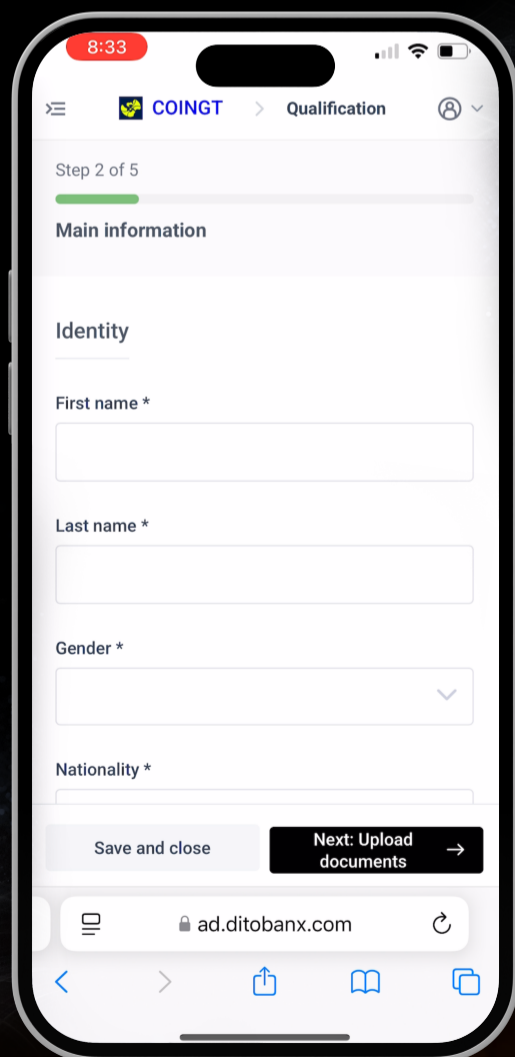 8:33
COINGT > Qualification
Step 2 of 5
Main information
Identity
First name *
Last name *
Gender *
Nationality *
Save and close
Next: Upload
documents
ad.ditobanx.com